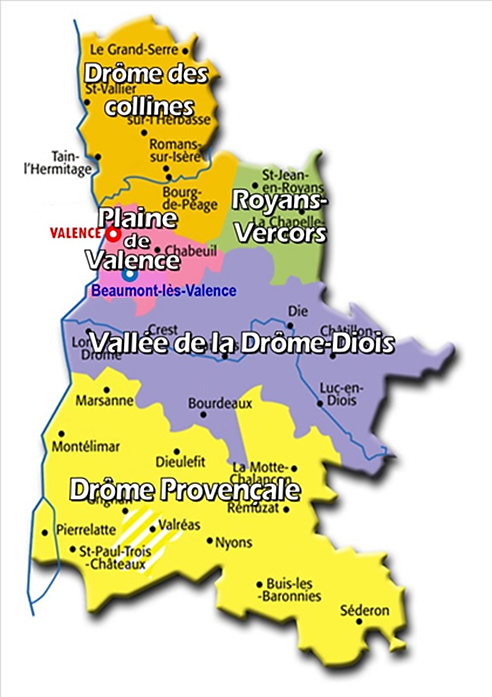 Le Grand-Serre
Drôme des
collines
St-Vallier
sur-l'Herbasse
Romans-
sur-Isère
Tain-
l'Hermitage
Bourg-
de-Péage
St-Jean-
en-Royans
Royans-
Vercors
La Chapelle-
Plaine
de
Valence
VALENCE
Chabeuil
Beaumont-lès-Valence
Die
Crest
Châtillon-
Vallée de la Drôme-Diois
Drôme
Luc-en-
Diois
Marsanne
Bourdeaux
Montélimar
Dieulefit
La Motte-
Chalancon
Drôme Provençale
Grignan
Rémuzat
Pierrelatte
Valréas
St-Paul-Trois
-Châteaux
Nyons
Buis-les
-Baronnies
Séderon